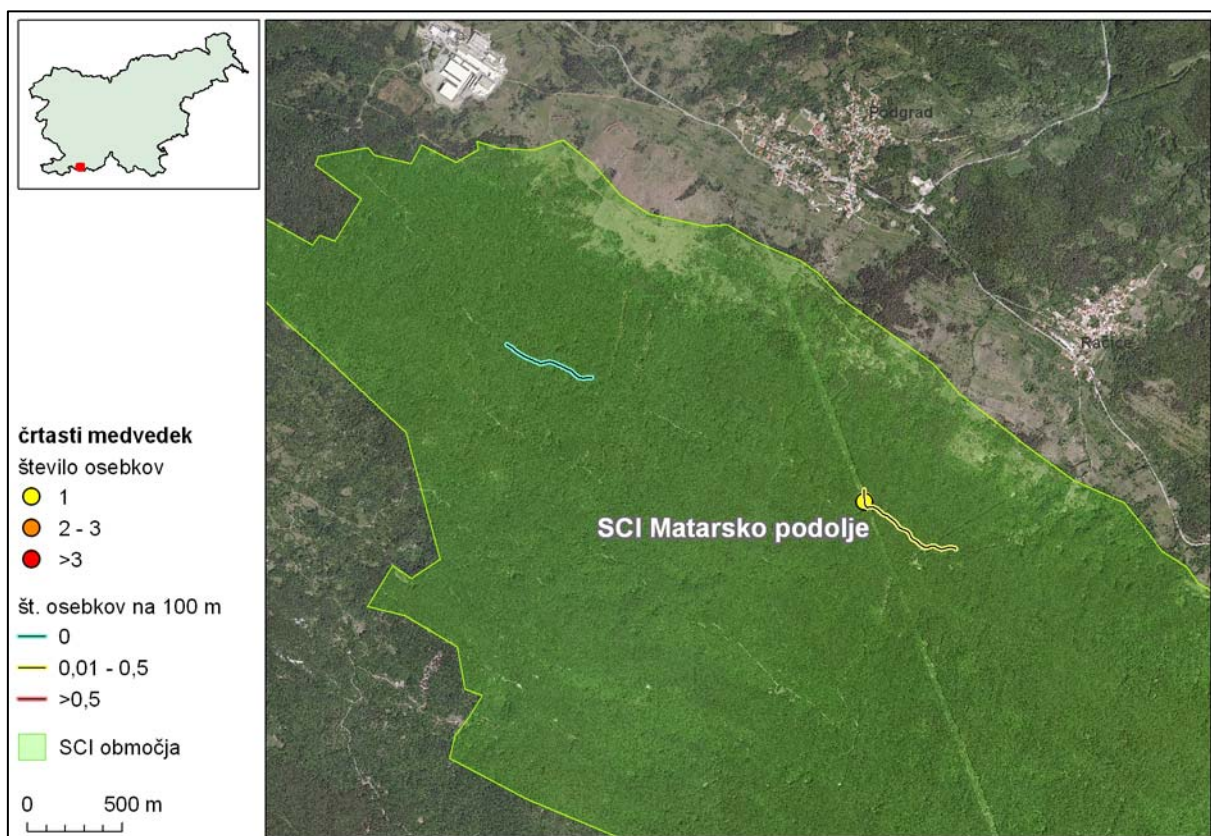 črtasti medvedek
število osebkov
1
2 - 3
>3
št. osebkov na 100 m
0
0,01 - 0,5
>0,5
SCI območja
0 500 m
Podgrad
Račice
SCI Matarsko podolje